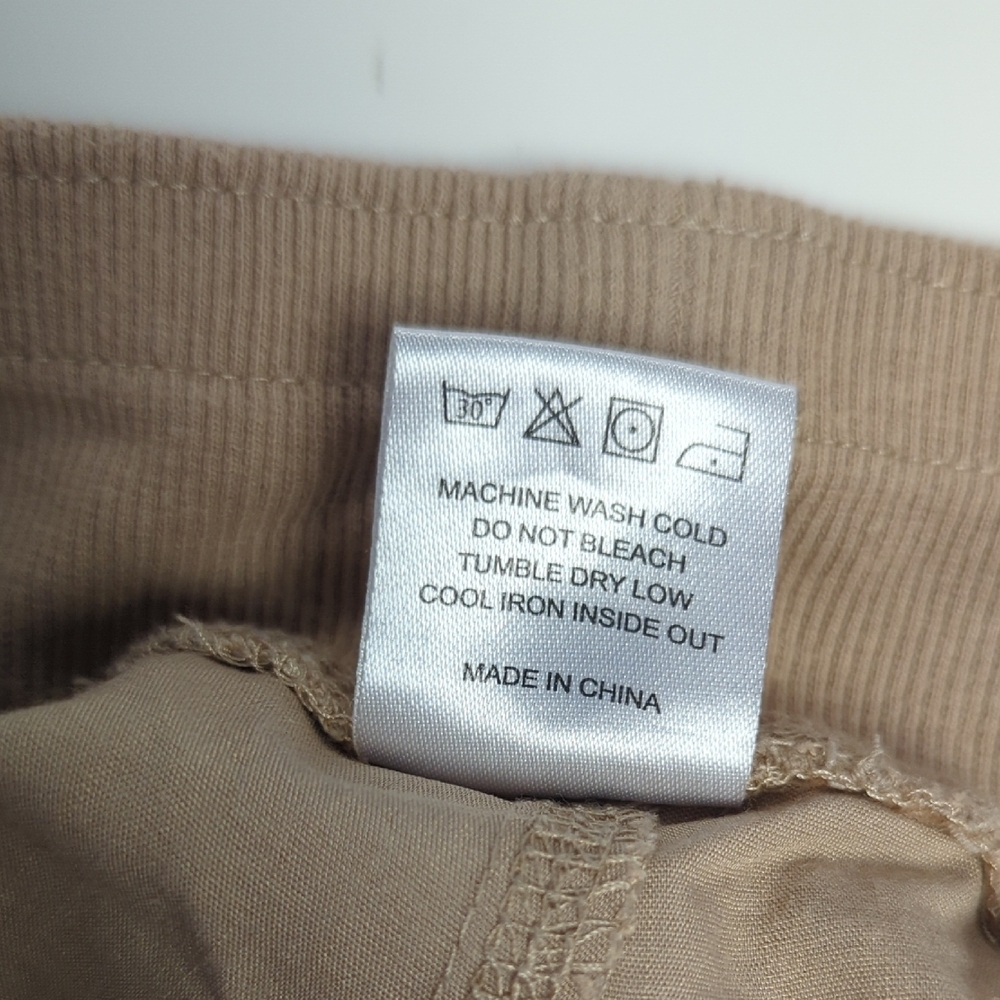 30°
MACHINE WASH COLD
DO NOT BLEACH
TUMBLE DRY LOW
COOL IRON INSIDE OUT
MADE IN CHINA